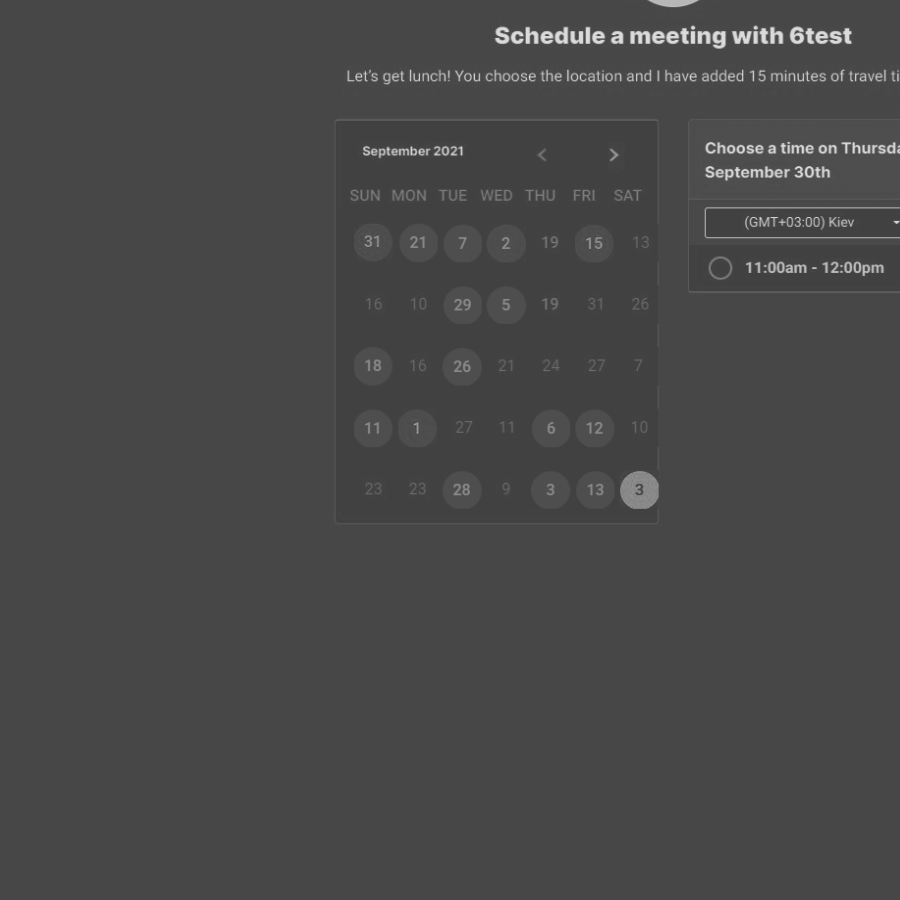 Schedule a meeting with 6test
Let's get lunch! You choose the location and I have added 15 minutes of travel
September 2021
SUN MON TUE WED THU FRI SAT
31 21 7 2 19 15 13
16 10 29 5 19 31 26
18 16 26 21 24 27 7
11 1 27 11 6 12 10
23 23 28 9 3 13 3
Choose a time on
September 30th
(GMT+03:00) Kiev
11:00am - 12:00pm